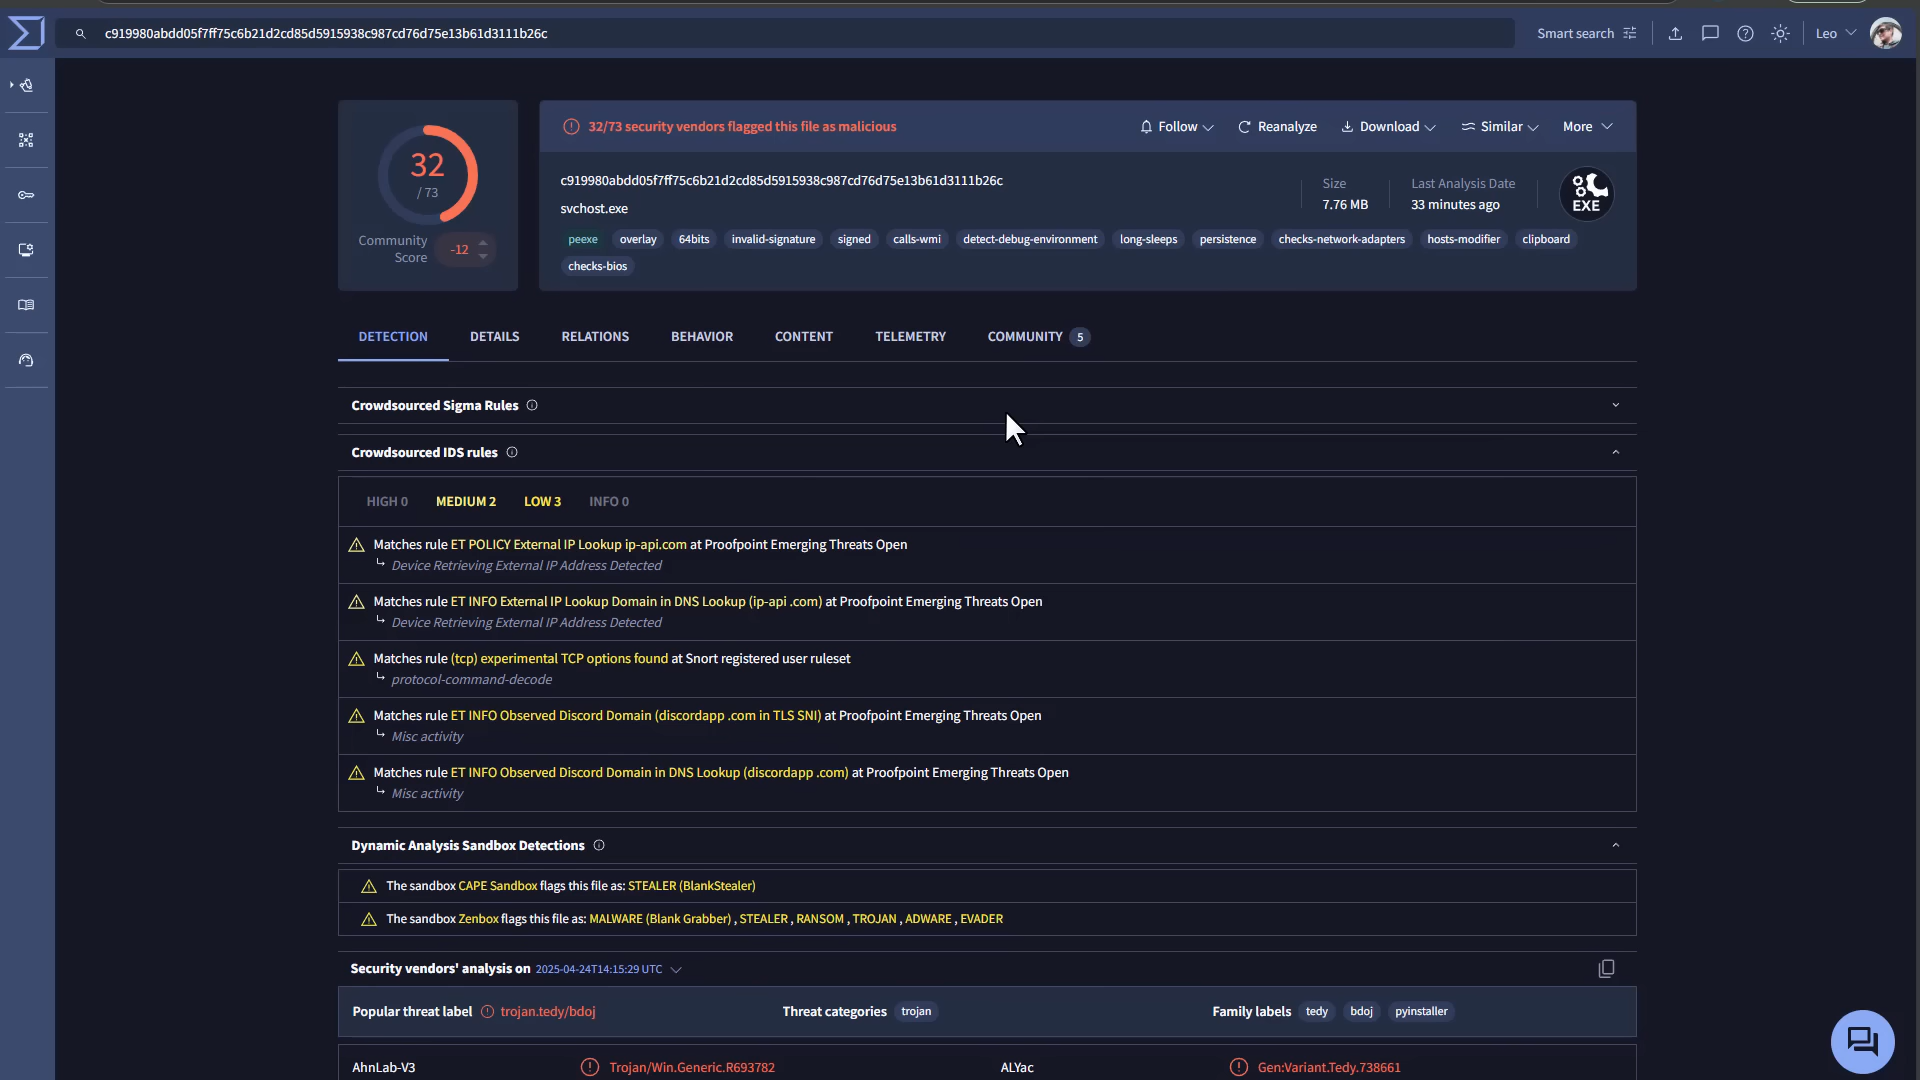 c919980abdd05f7ff75c6b21d2cd85d5915938c987cd76d75e13b61d3111b26c
Smart search
Leo
32
/ 73
Community
Score
-12
32/73 security vendors flagged this file as malicious
Follow
Reanalyze
Download
Similar
More
c919980abdd05f7ff75c6b21d2cd85d5915938c987cd76d75e13b61d3111b26c
svchost.exe
Size
7.76 MB
Last Analysis Date
33 minutes ago
EXE
peexe overlay 64bits invalid-signature signed calls-wmi detect-debug-environment long-sleeps persistence checks-network-adapters hosts-modifier clipboard
checks-bios
DETECTION DETAILS RELATIONS BEHAVIOR CONTENT TELEMETRY COMMUNITY 5
Crowdsourced Sigma Rules
Crowdsourced IDS rules
HIGH 0 MEDIUM 2 LOW 3 INFO 0
Matches rule ET POLICY External IP Lookup ip-api.com at Proofpoint Emerging Threats Open
Device Retrieving External IP Address Detected
Matches rule ET INFO External IP Lookup Domain in DNS Lookup (ip-api .com) at Proofpoint Emerging Threats Open
Device Retrieving External IP Address Detected
Matches rule (tcp) experimental TCP options found at Snort registered user ruleset
protocol-command-decode
Matches rule ET INFO Observed Discord Domain (discordapp .com in TLS SNI) at Proofpoint Emerging Threats Open
Misc activity
Matches rule ET INFO Observed Discord Domain in DNS Lookup (discordapp .com) at Proofpoint Emerging Threats Open
Misc activity
Dynamic Analysis Sandbox Detections
The sandbox CAPE Sandbox flags this file as: STEALER (BlankStealer)
The sandbox Zenbox flags this file as: MALWARE (Blank Grabber) , STEALER , RANSOM , TROJAN , ADWARE , EVADER
Security vendors' analysis on 2025-04-24T14:15:29 UTC
Popular threat label trojan.tedy/bdoj Threat categories trojan Family labels tedy bdoj pyinstaller
AhnLab-V3 Trojan/Win.Generic.R693782 ALYac Gen:Variant.Tedy.738661